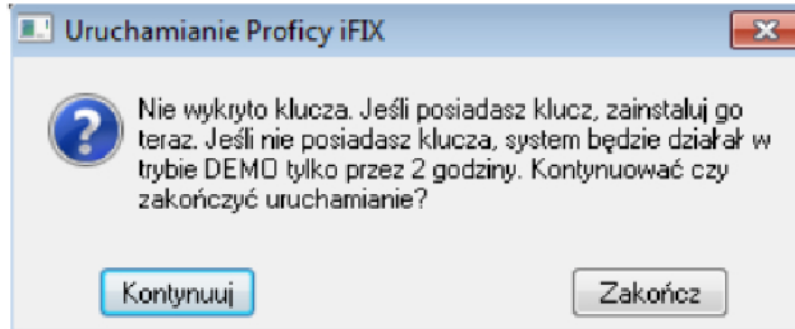 Uruchamianie Proficy iFIX
Nie wykryto klucza. Jeśli posiadasz klucz, zainstaluj go
teraz. Jeśli nie posiadasz klucza, system będzie działał w
trybie DEMO tylko przez 2 godziny. Kontynuować czy
zakończyć uruchamianie?
Kontynuuj
Zakończ